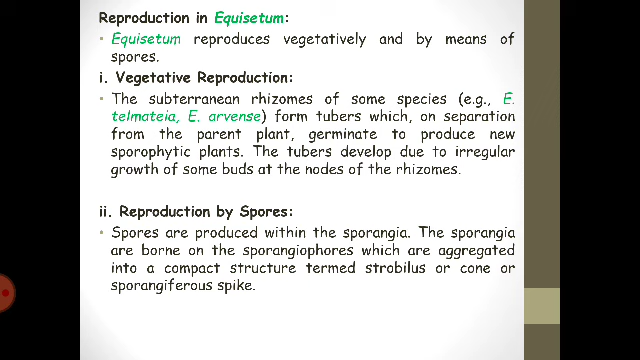 Reproduction in Equisetum:
• Equisetum reproduces vegetatively and by means of
spores.
i. Vegetative Reproduction:
• The subterranean rhizomes of some species (e.g., E.
telmateia, E. arvense) form tubers which, on separation
from the parent plant, germinate to produce new
sporophytic plants. The tubers develop due to irregular
growth of some buds at the nodes of the rhizomes.
ii. Reproduction by Spores:
• Spores are produced within the sporangia. The sporangia
are borne on the sporangiophores which are aggregated
into a compact structure termed strobilus or cone or
sporangiferous spike.